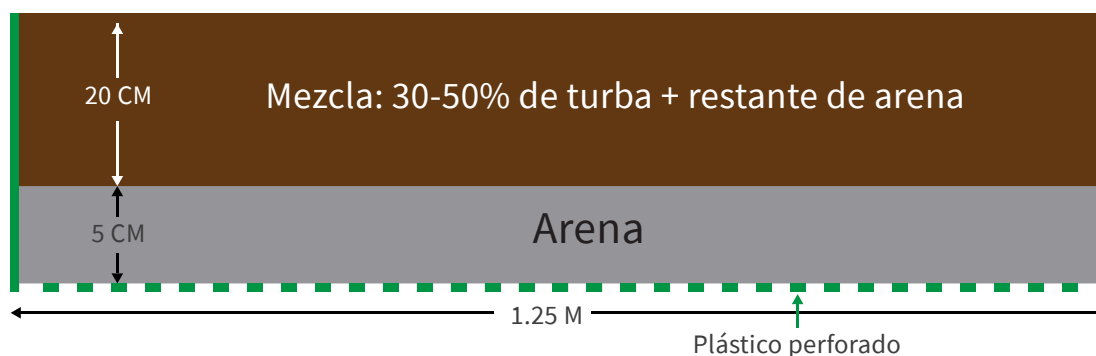 20 CM
Mezcla: 30-50% de turba + restante de arena
5 CM
Arena
1.25 M
Plástico perforado